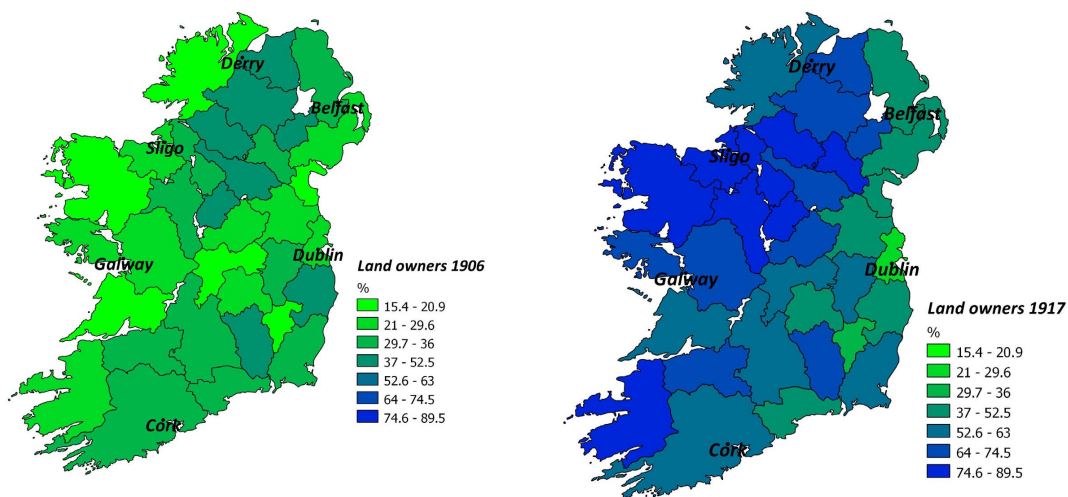 Derry
Belfast
Sligo
Galway
Dublin
Cork
Land owners 1906
%
15.4 - 20.9
21 - 29.6
29.7 - 36
37 - 52.5
52.6 - 63
64 - 74.5
74.6 - 89.5
Derry
Belfast
Sligo
Galway
Dublin
Cork
Land owners 1917
%
15.4 - 20.9
21 - 29.6
29.7 - 36
37 - 52.5
52.6 - 63
64 - 74.5
74.6 - 89.5